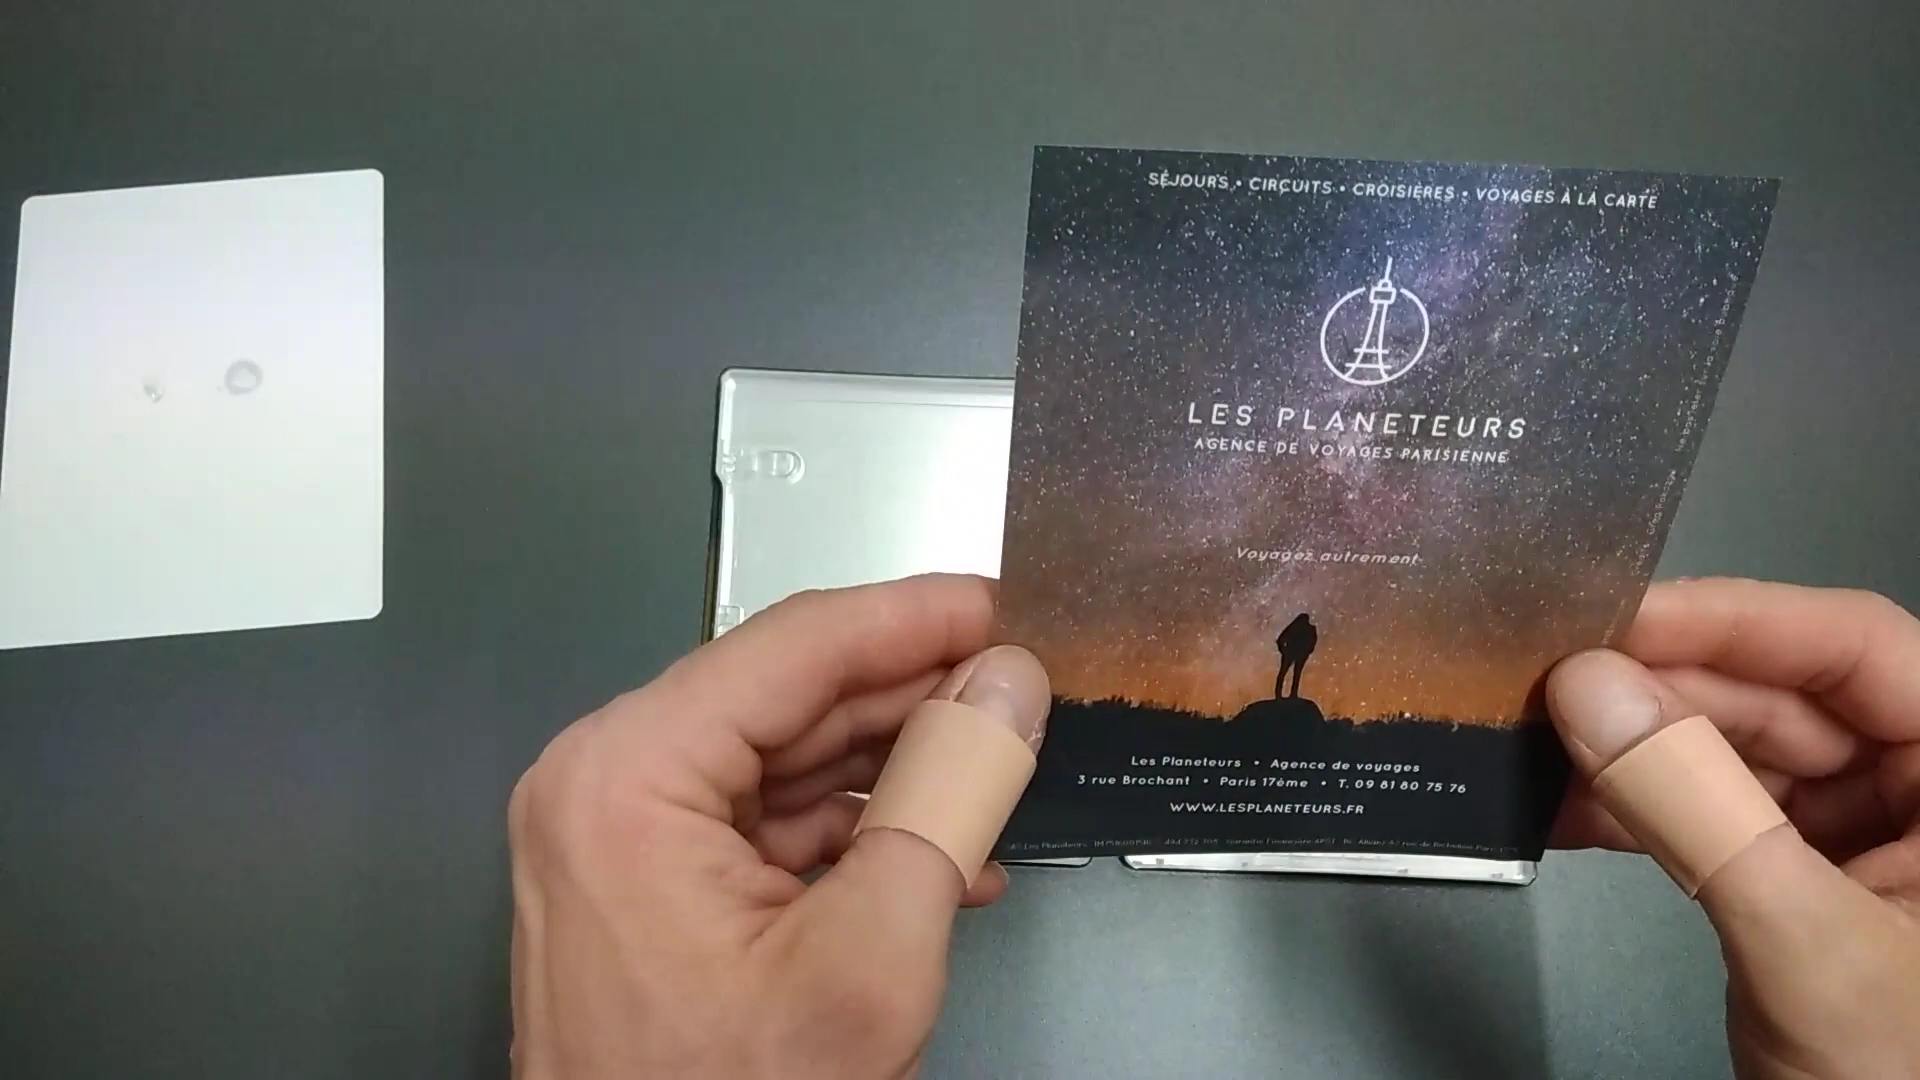 SÉJOURS • CIRCUITS • CROISIÈRES • VOYAGES À LA CARTE
LES PLANETEURS
AGENCE DE VOYAGES PARISIENNE
Voyagez autrement
Les Planeteurs • Agence de voyages
3 rue Brochant • Paris 17ème • T. 09 81 80 75 76
WWW.LESPLANETEURS.FR